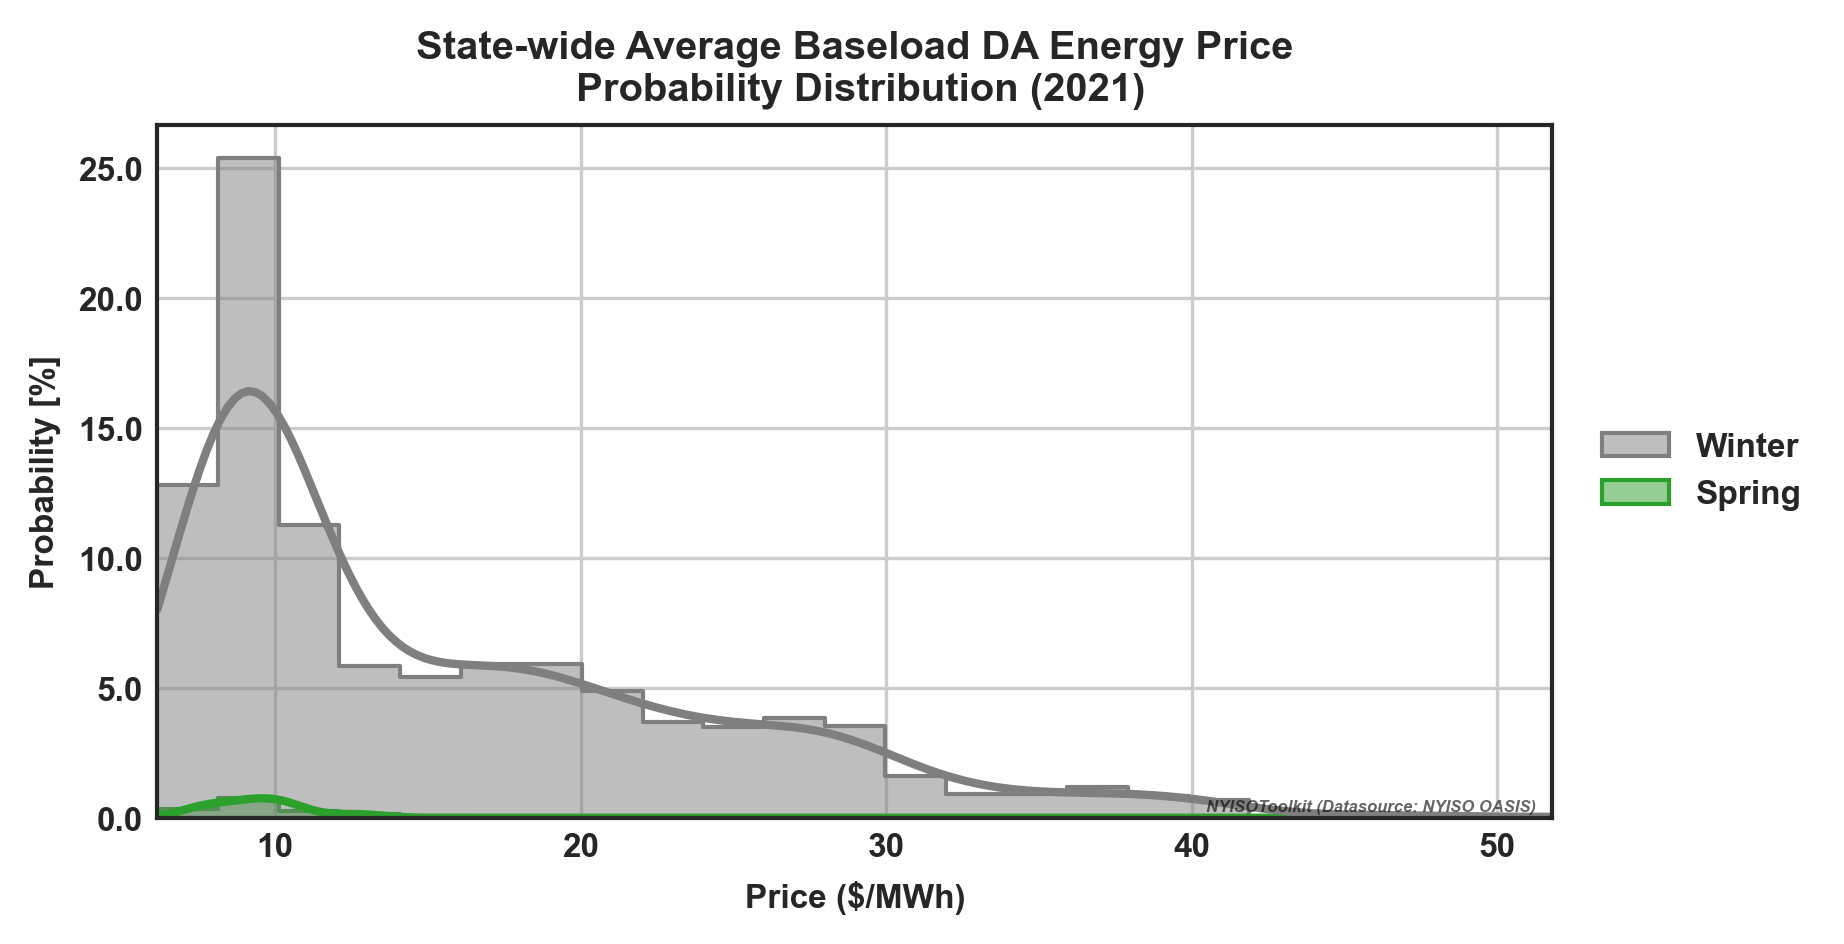 State-wide Average Baseload DA Energy Price
Probability Distribution (2021)
Probability [%]
25.0
20.0
15.0
10.0
5.0
0.0
10
20
30
40
50
Price ($/MWh)
Winter
Spring
NYISOToolkit (Datasource: NYISO OASIS)